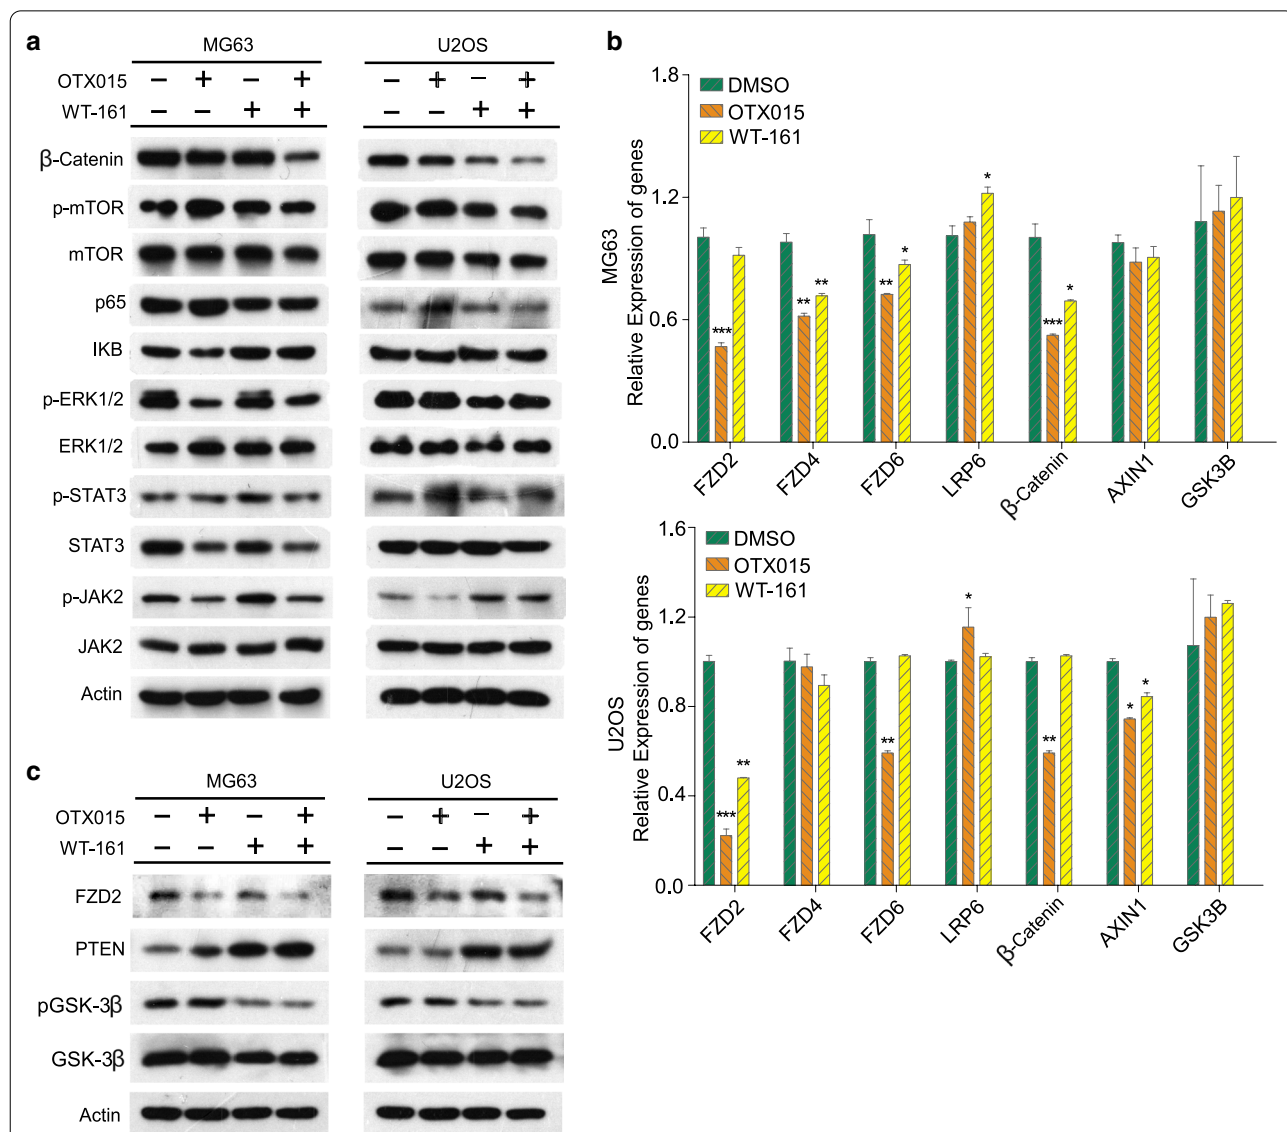 a
MG63
U2OS
OTX015 − + − + − + − +
WT-161 − − + + − − + +
β-Catenin
p-mTOR
mTOR
p65
IKB
p-ERK1/2
ERK1/2
p-STAT3
STAT3
p-JAK2
JAK2
Actin
b
MG63
Relative Expression of genes
1.8
1.2
0.6
0.0
DMSO
OTX015
WT-161
***
** **
** *
*
*** *
FZD2 FZD4 FZD6 LRP6 β-Catenin AXIN1 GSK3B
U2OS
Relative Expression of genes
1.6
1.2
0.8
0.4
0.0
DMSO
OTX015
WT-161
*** **
**
*
**
* *
FZD2 FZD4 FZD6 LRP6 β-Catenin AXIN1 GSK3B
c
MG63
U2OS
OTX015 − + − + − + − +
WT-161 − − + + − − + +
FZD2
PTEN
pGSK-3β
GSK-3β
Actin